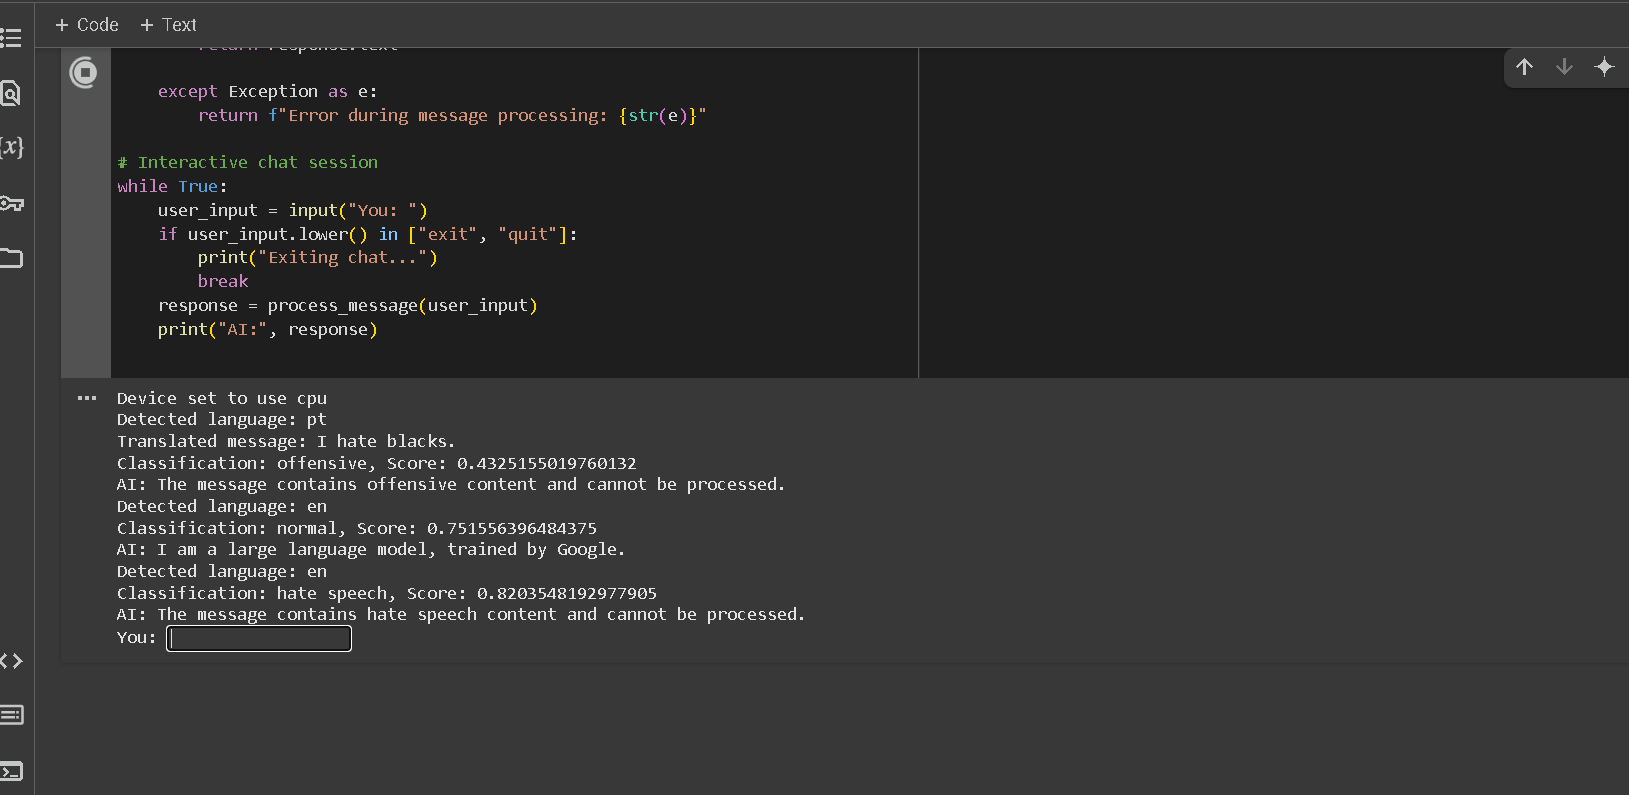 + Code + Text
return response.text
except Exception as e:
return f"Error during message processing: {str(e)}"
# Interactive chat session
while True:
user_input = input("You: ")
if user_input.lower() in ["exit", "quit"]:
print("Exiting chat...")
break
response = process_message(user_input)
print("AI:", response)
Device set to use cpu
Detected language: pt
Translated message: I hate blacks.
Classification: offensive, Score: 0.4325155019760132
AI: The message contains offensive content and cannot be processed.
Detected language: en
Classification: normal, Score: 0.751556396484375
AI: I am a large language model, trained by Google.
Detected language: en
Classification: hate speech, Score: 0.8203548192977905
AI: The message contains hate speech content and cannot be processed.
You: